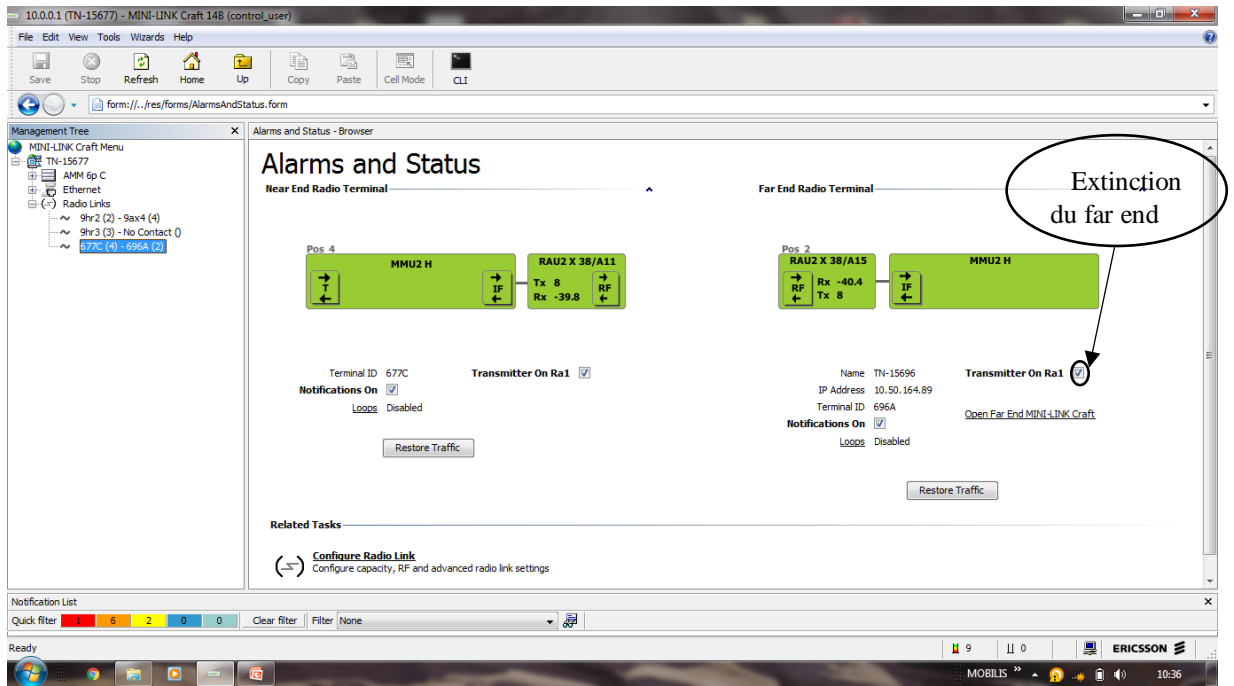 10.0.0.1 (TN-15677) - MINI-LINK Craft 14B (control_user)
File Edit View Tools Wizards Help
Save Stop Refresh Home Up Copy Paste Cell Mode CLI
form://../res/forms/AlarmsAndStatus.form
Management Tree
MINI-LINK Craft Menu
TN-15677
AMM 6p C
Ethernet
Radio Links
9hr2 (2) - 9ax4 (4)
9hr3 (3) - No Contact ()
677C (4) - 696A (2)
Alarms and Status - Browser
Alarms and Status
Near End Radio Terminal
Pos 4
MMU2 H
T
IF
RAU2 X 38/A11
Tx 8
Rx -39.8
RF
Terminal ID 677C
Transmitter On Ra1
Notifications On
Loops Disabled
Restore Traffic
Far End Radio Terminal
Extinction
du far end
Pos 2
RAU2 X 38/A15
RF
Rx -40.4
Tx 8
IF
MMU2 H
Name TN-15696
Transmitter On Ra1
IP Address 10.50.164.89
Terminal ID 696A
Open Far End MINI-LINK Craft
Notifications On
Loops Disabled
Restore Traffic
Related Tasks
Configure Radio Link
Configure capacity, RF and advanced radio link settings
Notification List
Quick filter 1 6 2 0 0 Clear filter Filter None
Ready
9 0 ERICSSON
MOBILIS 10:36